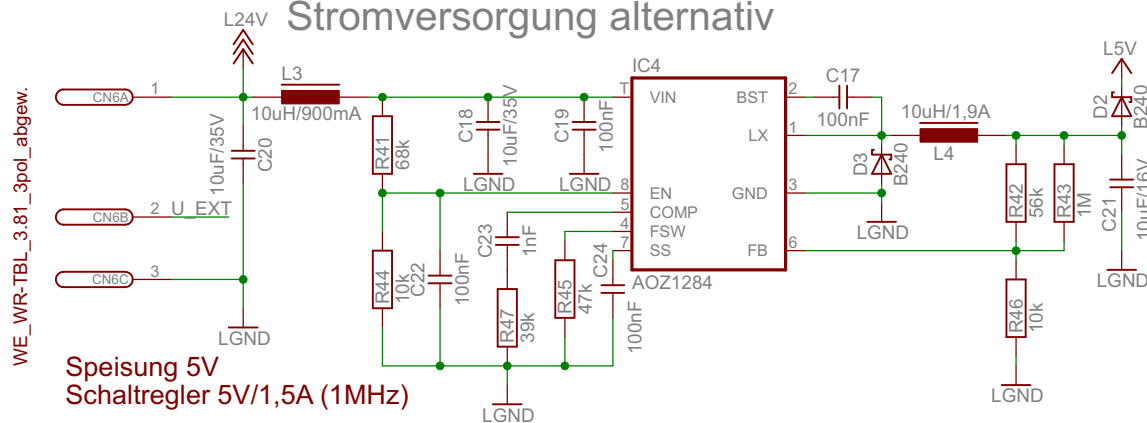 Stromversorgung alternativ
L24V
L5V
IC4
L3
10uH/900mA
CN6A
1
T
VIN
BST
2
C17
100nF
10uH/1,9A
L4
D2
B240
10uF/35V
C20
R41
68k
C18
10uF/35V
C19
100nF
LX
1
D3
B240
LGND
LGND
WE_WR-TBL_3.81_3pol_abgew.
CN6B
2
U_EXT
8
EN
GND
3
R42
56k
R43
1M
C21
10uF/16V
5
COMP
LGND
4
FSW
C23
1nF
7
SS
FB
6
C24
100nF
CN6C
3
R44
10k
C22
100nF
R45
47k
AOZ1284
LGND
R47
39k
R46
10k
LGND
Speisung 5V
Schaltregler 5V/1,5A (1MHz)
LGND
LGND